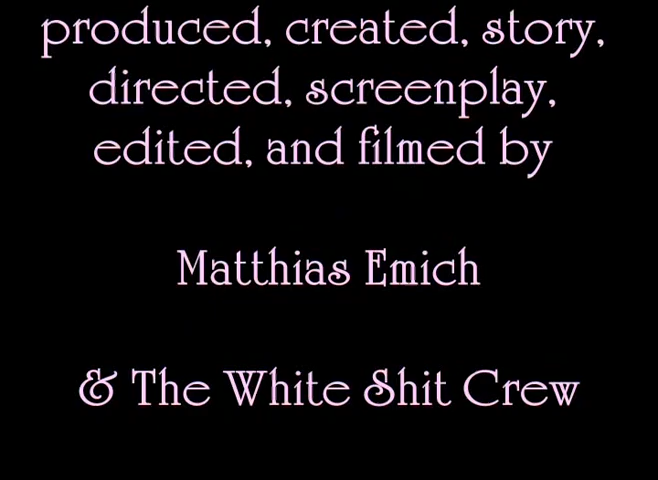 produced, created, story,
directed, screenplay,
edited, and filmed by
Matthias Emich
& The White Shit Crew